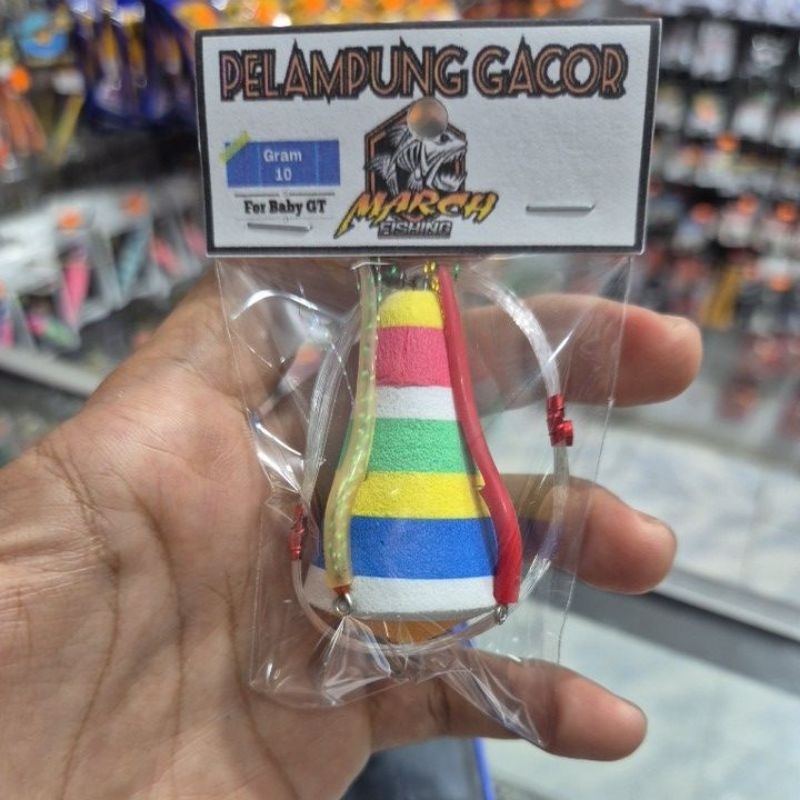 PELAMPUNG GACOR
Gram
10
For Baby GT
MARCH
FISHING